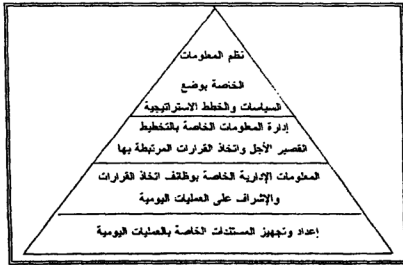 نظم المعلومات
الخاصة بوضع
السياسات والخطط الاستراتيجية
إدارة المعلومات الخاصة بالتخطيط
القصير الأجل واتخاذ القرارات المرتبطة بها
المعلومات الإدارية الخاصة بوظائف اتخاذ القرارات
والإشراف على العمليات اليومية
إعداد وتجهيز المستندات الخاصة بالعمليات اليومية